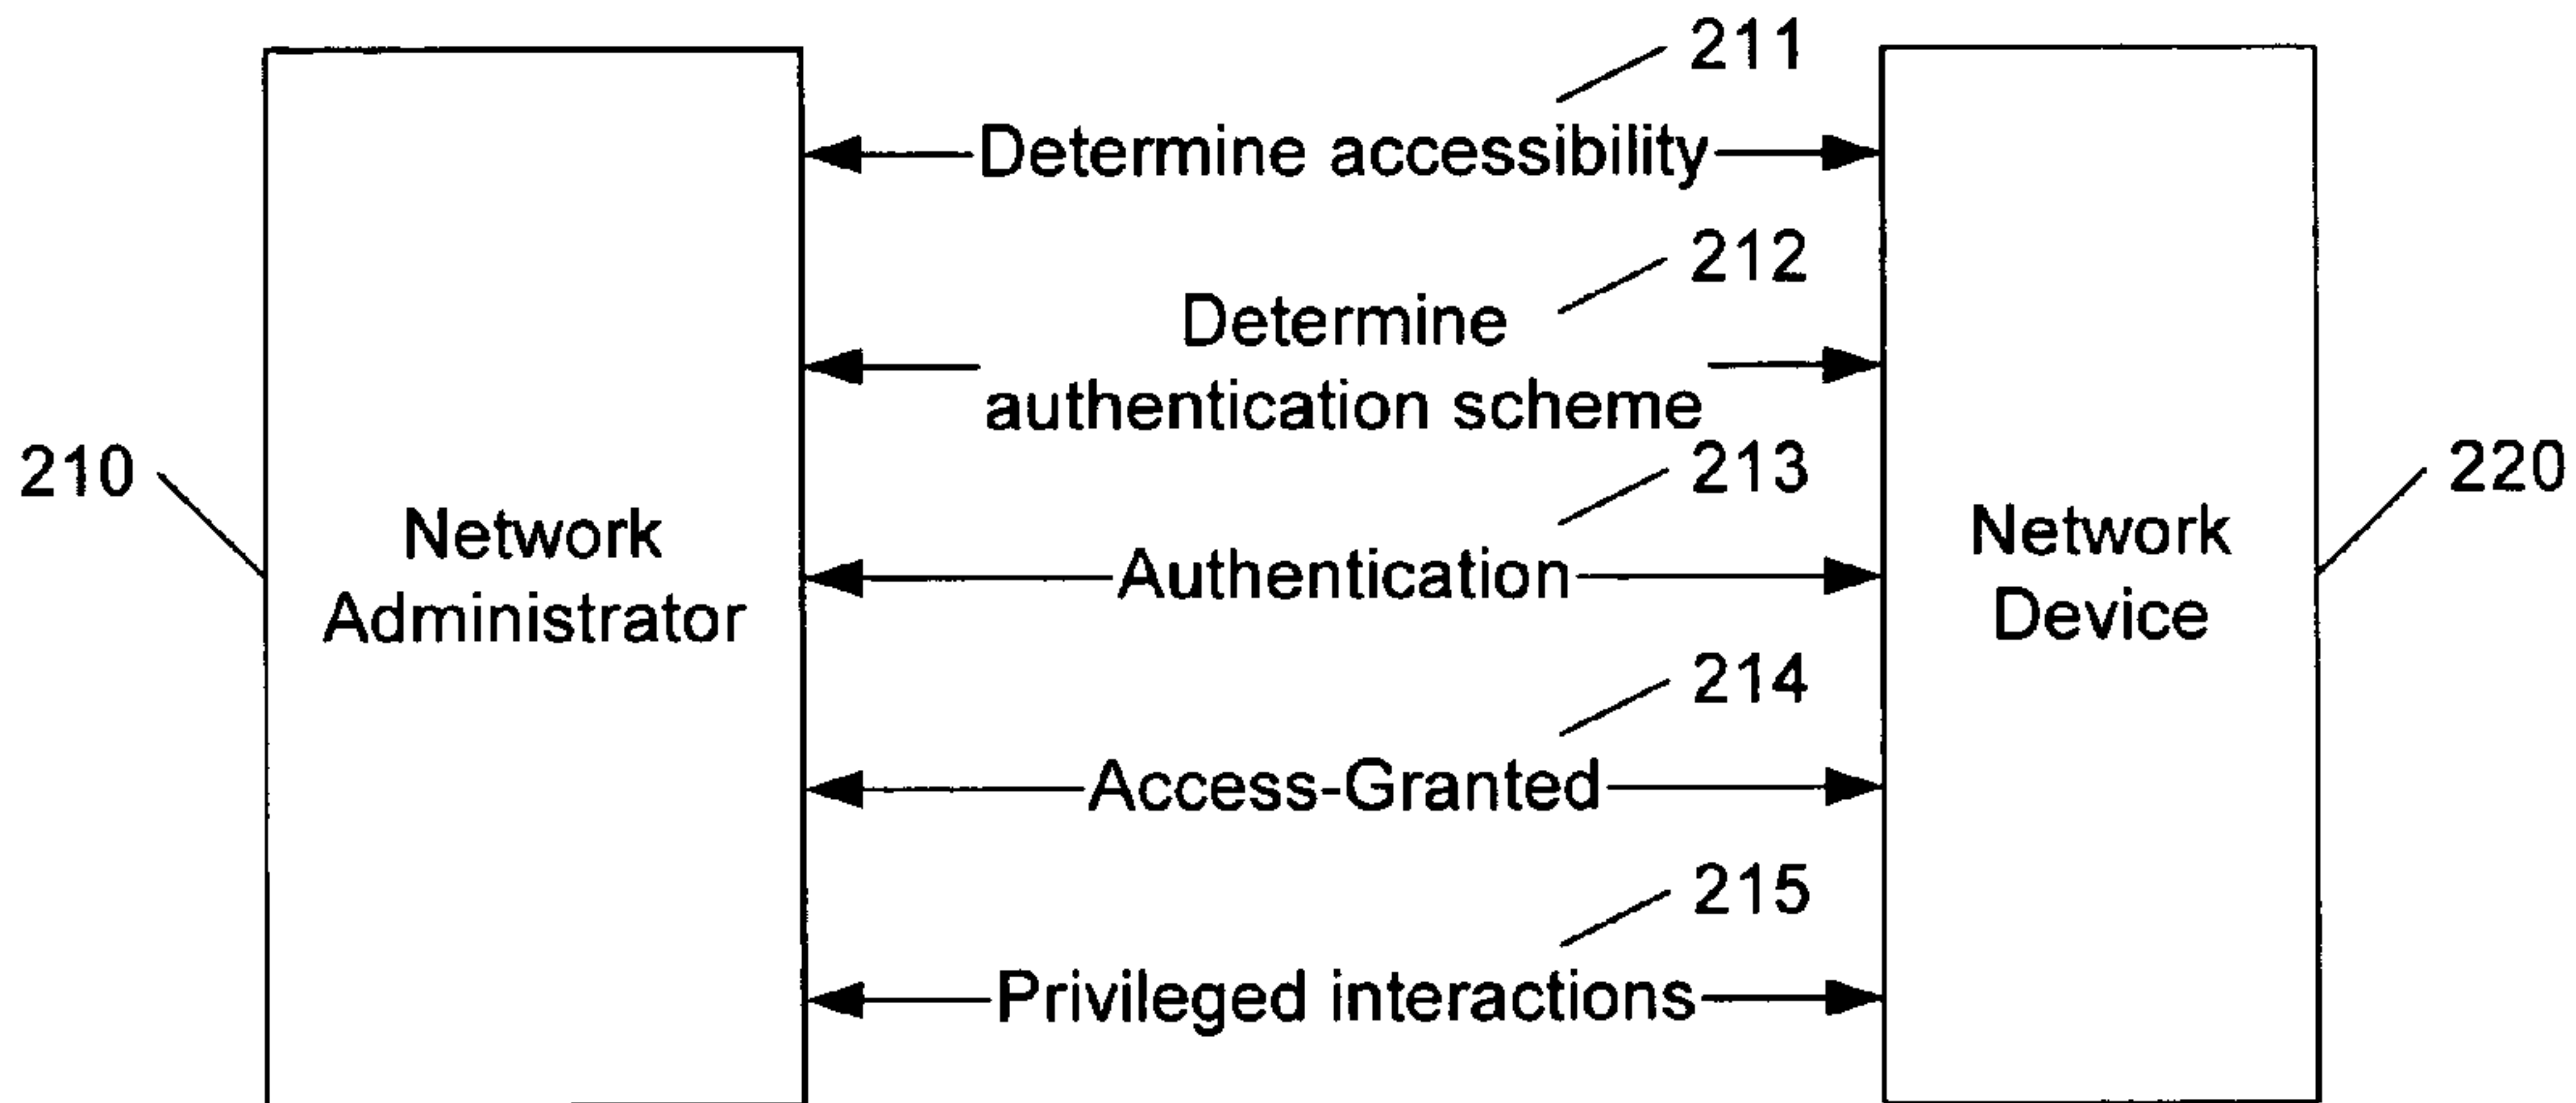 211
Determine accessibility
212
Determine
authentication scheme
210
213
220
Network
Administrator
Authentication
Network
Device
214
Access-Granted
215
Privileged interactions